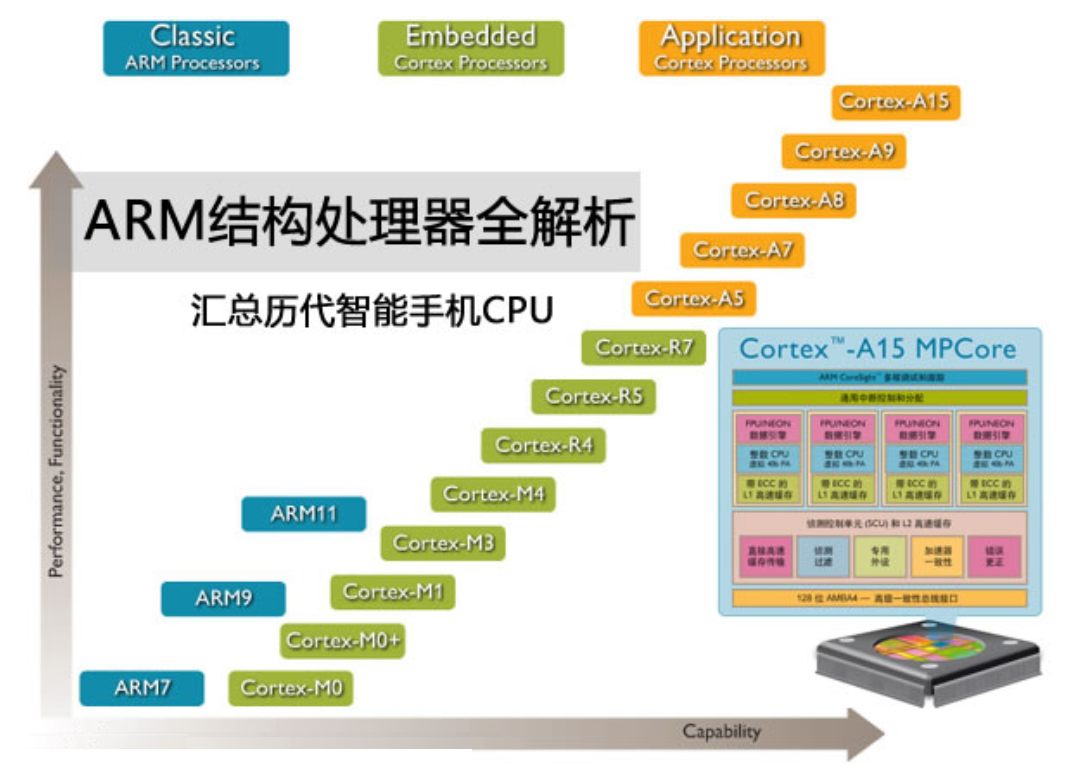 Classic
ARM Processors
Embedded
Cortex Processors
Application
Cortex Processors
Cortex-A15
Cortex-A9
Cortex-A8
Cortex-A7
Cortex-A5
ARM结构处理器全解析
汇总历代智能手机CPU
Cortex-R7
Cortex-R5
Cortex-R4
Cortex-M4
ARM11
Cortex-M3
ARM9
Cortex-M1
Cortex-M0+
ARM7
Cortex-M0
Performance, Functionality
Capability
Cortex™-A15 MPCore
ARM CoreSight™ 多核调试和跟踪
通用中断控制和分配
FPU/NEON
数据引擎
整数 CPU
虚拟 40b PA
带 ECC 的
L1 高速缓存
FPU/NEON
数据引擎
整数 CPU
虚拟 40b PA
带 ECC 的
L1 高速缓存
FPU/NEON
数据引擎
整数 CPU
虚拟 40b PA
带 ECC 的
L1 高速缓存
FPU/NEON
数据引擎
整数 CPU
虚拟 40b PA
带 ECC 的
L1 高速缓存
侦测控制单元 (SCU) 和 L2 高速缓存
直接高速
缓存传输
侦测
过滤
专用
外设
加速器
一致性
错误
更正
128 位 AMBA4 — 高级一致性总线接口